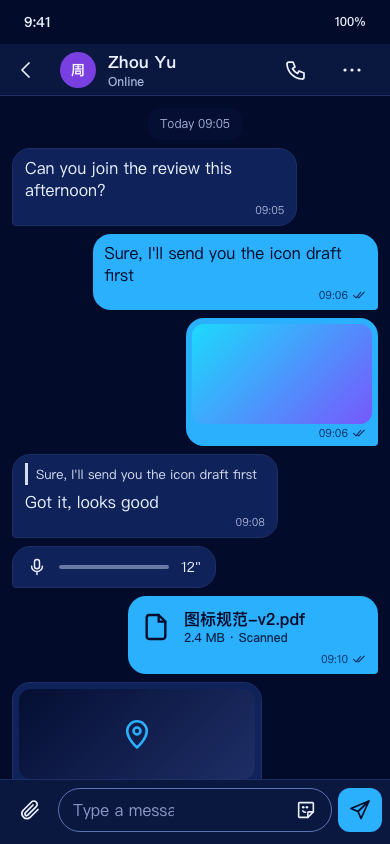 9:41
100%
周
Zhou Yu
Online
Today 09:05
Can you join the review this
afternoon?
09:05
Sure, I'll send you the icon draft
first
09:06
09:06
Sure, I'll send you the icon draft first
Got it, looks good
09:08
12"
图标规范-v2.pdf
2.4 MB · Scanned
09:10
Type a messa